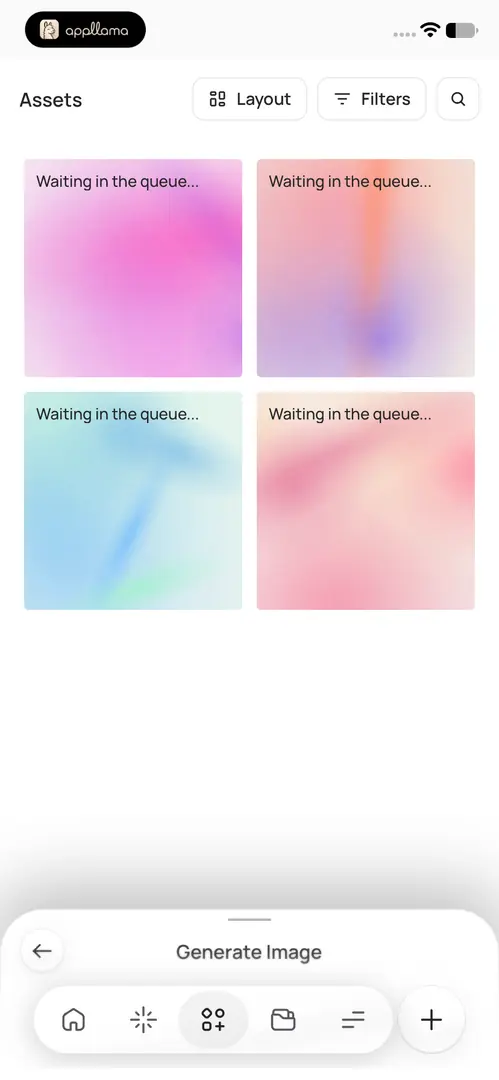 appllama
Assets
Layout
Filters
Waiting in the queue...
Waiting in the queue...
Waiting in the queue...
Waiting in the queue...
Generate Image